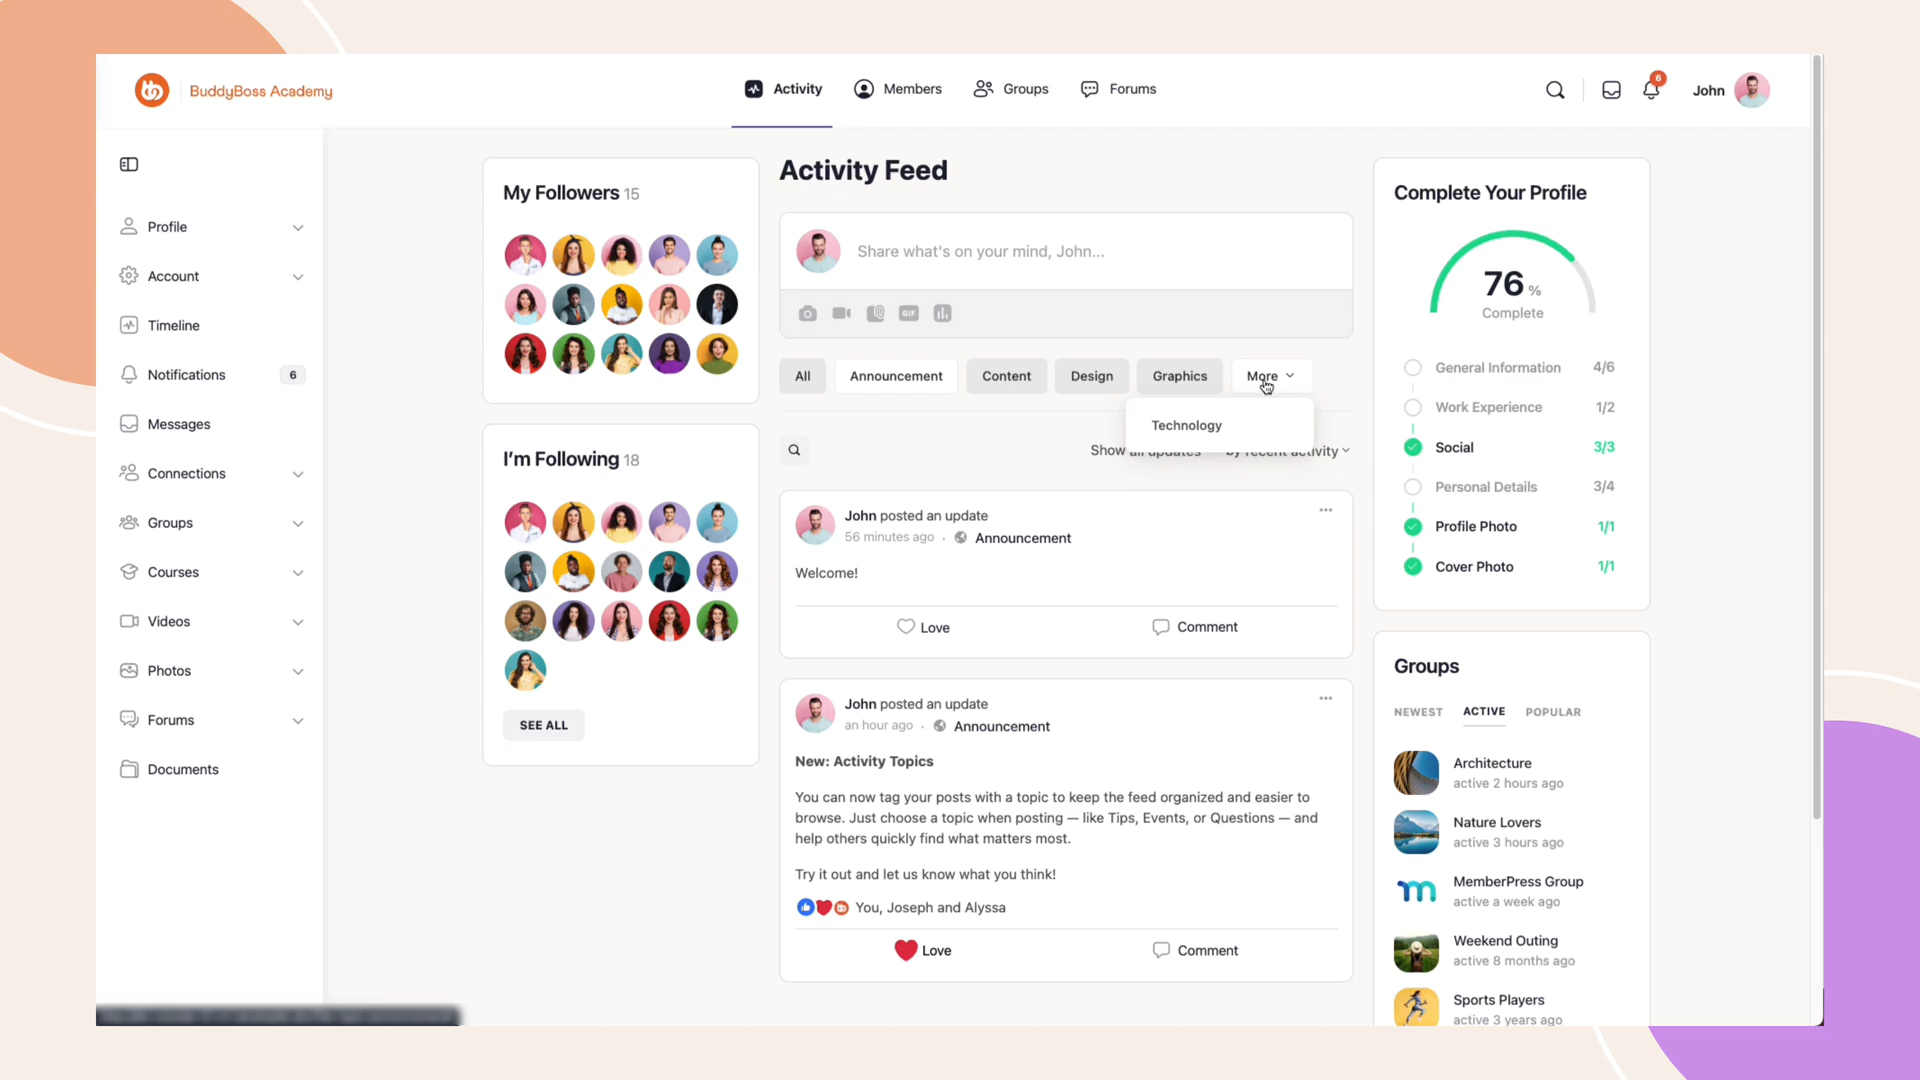 BuddyBoss Academy
Activity
Members
Groups
Forums
6
John
Profile
Account
Timeline
Notifications 6
Messages
Connections
Groups
Courses
Videos
Photos
Forums
Documents
My Followers 15
I'm Following 18
SEE ALL
Activity Feed
Share what's on your mind, John...
GIF
All
Announcement
Content
Design
Graphics
More
Technology
Show all updates
by recent activity
John posted an update
56 minutes ago · Announcement
Welcome!
Love
Comment
John posted an update
an hour ago · Announcement
New: Activity Topics
You can now tag your posts with a topic to keep the feed organized and easier to
browse. Just choose a topic when posting — like Tips, Events, or Questions — and
help others quickly find what matters most.
Try it out and let us know what you think!
You, Joseph and Alyssa
Love
Comment
Complete Your Profile
76 %
Complete
General Information 4/6
Work Experience 1/2
Social 3/3
Personal Details 3/4
Profile Photo 1/1
Cover Photo 1/1
Groups
NEWEST
ACTIVE
POPULAR
Architecture
active 2 hours ago
Nature Lovers
active 3 hours ago
MemberPress Group
active a week ago
Weekend Outing
active 8 months ago
Sports Players
active 3 years ago